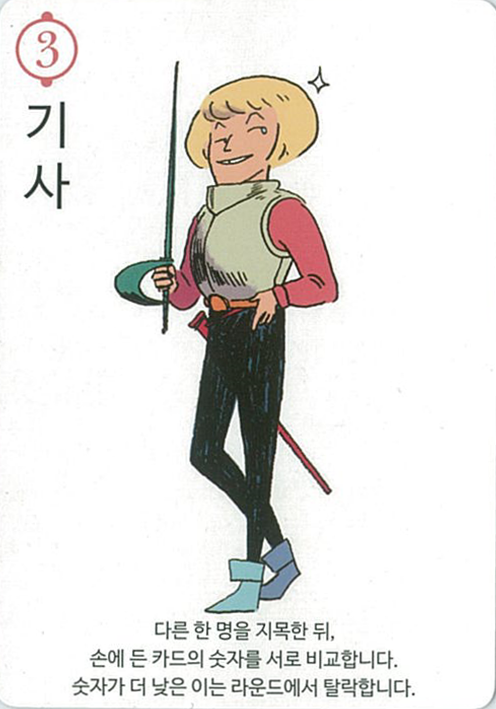 3
기
사
다른 한 명을 지목한 뒤,
손에 든 카드의 숫자를 서로 비교합니다.
숫자가 더 낮은 이는 라운드에서 탈락합니다.